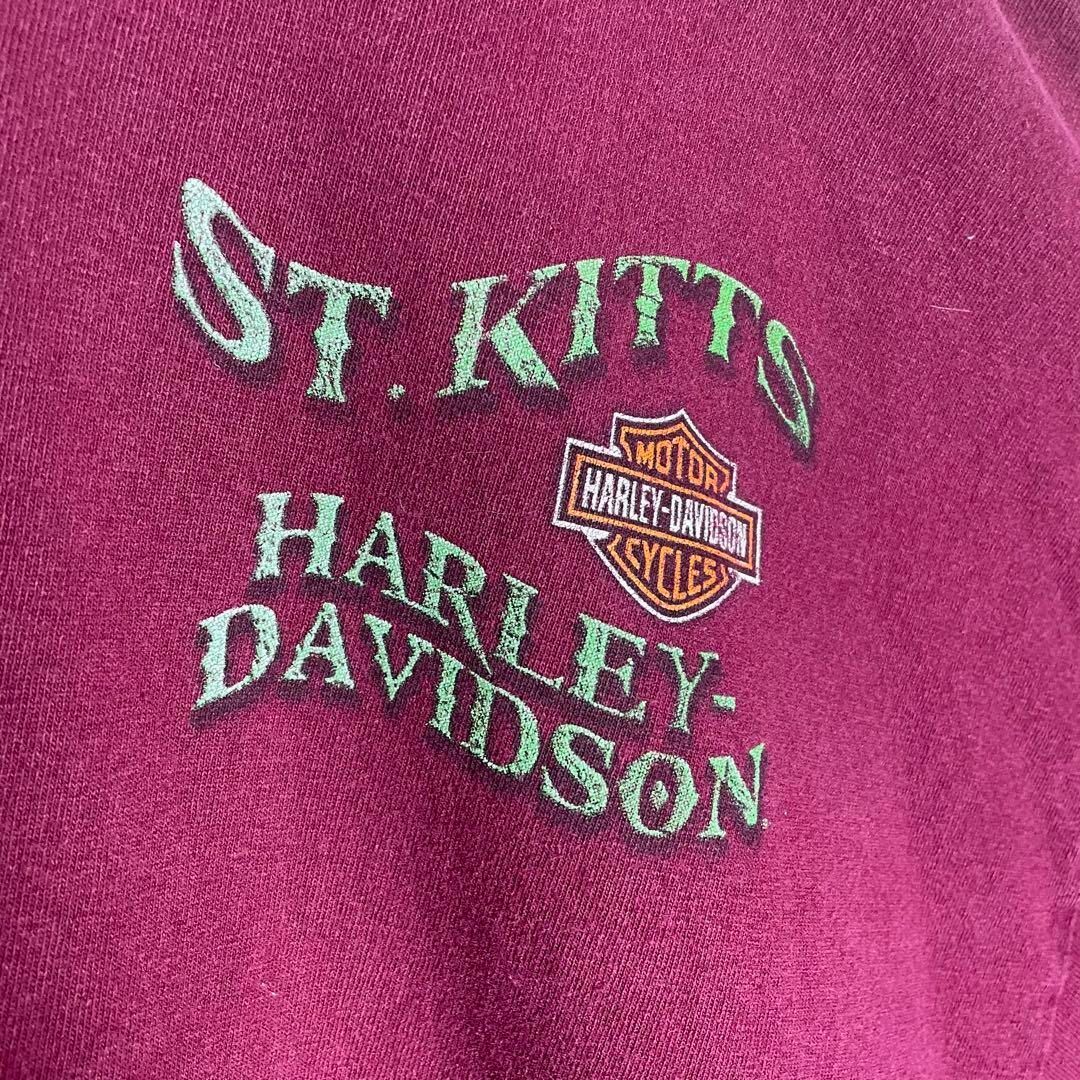 ST. KITTS
MOTOR
HARLEY-DAVIDSON
CYCLES
HARLEY-
DAVIDSON